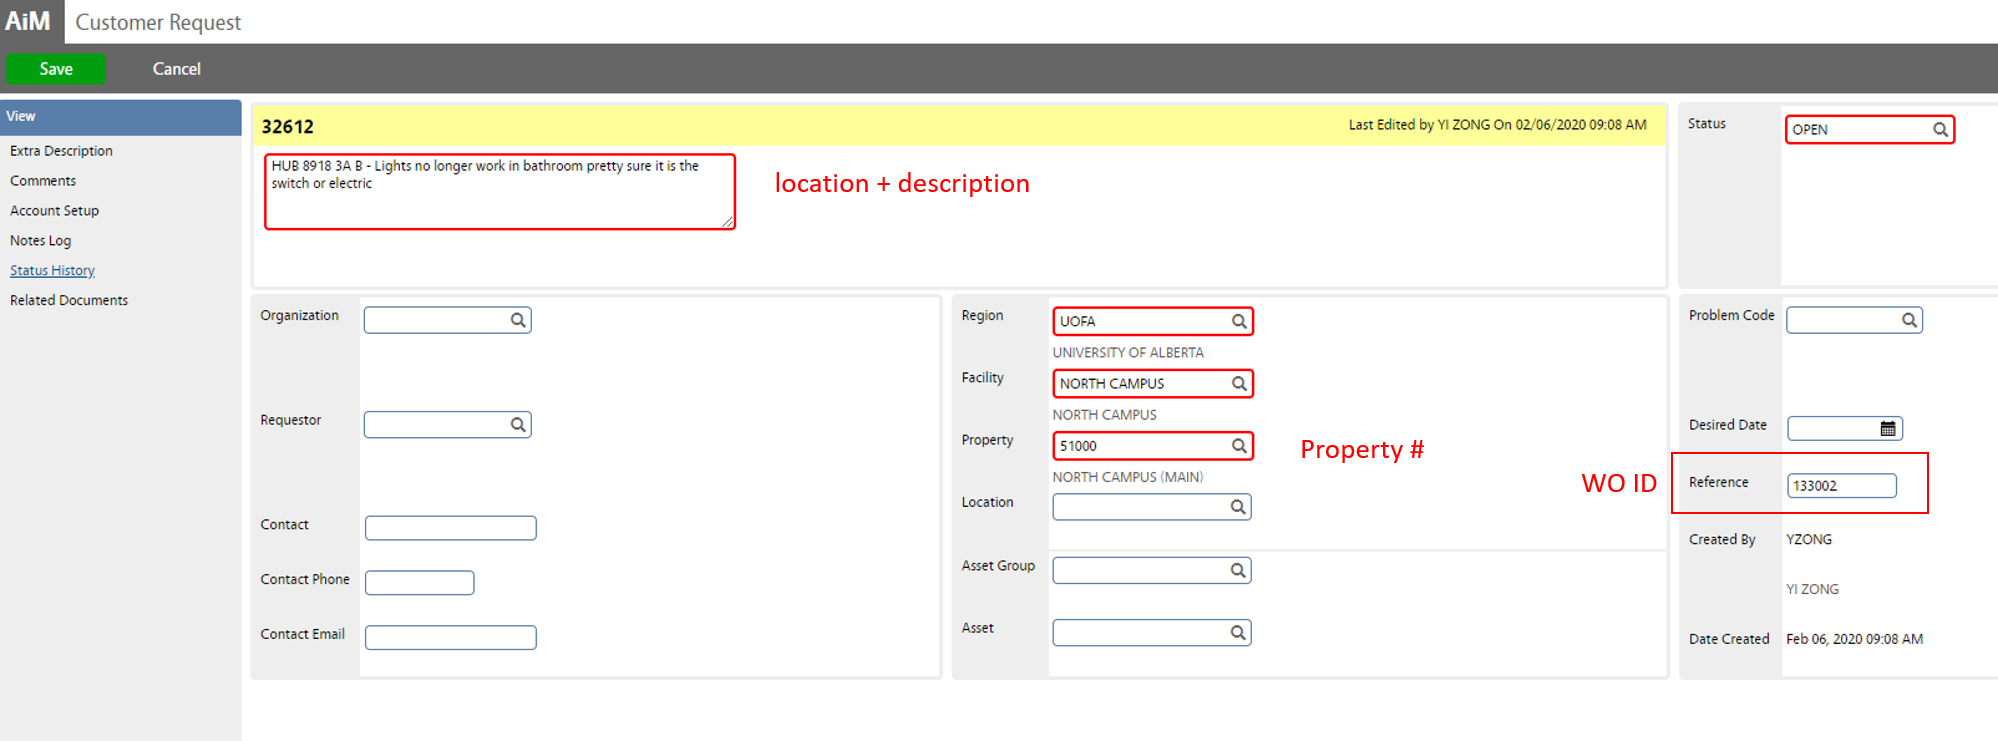 AiM Customer Request
Save Cancel
View
Extra Description
Comments
Account Setup
Notes Log
Status History
Related Documents
32612
Last Edited by YI ZONG On 02/06/2020 09:08 AM
HUB 8918 3A B - Lights no longer work in bathroom pretty sure it is the
switch or electric
location + description
Status OPEN
Organization
Requestor
Contact
Contact Phone
Contact Email
Region UOFA
UNIVERSITY OF ALBERTA
Facility NORTH CAMPUS
NORTH CAMPUS
Property 51000
Property #
NORTH CAMPUS (MAIN)
Location
Asset Group
Asset
Problem Code
Desired Date
WO ID
Reference 133002
Created By YZONG
YI ZONG
Date Created Feb 06, 2020 09:08 AM